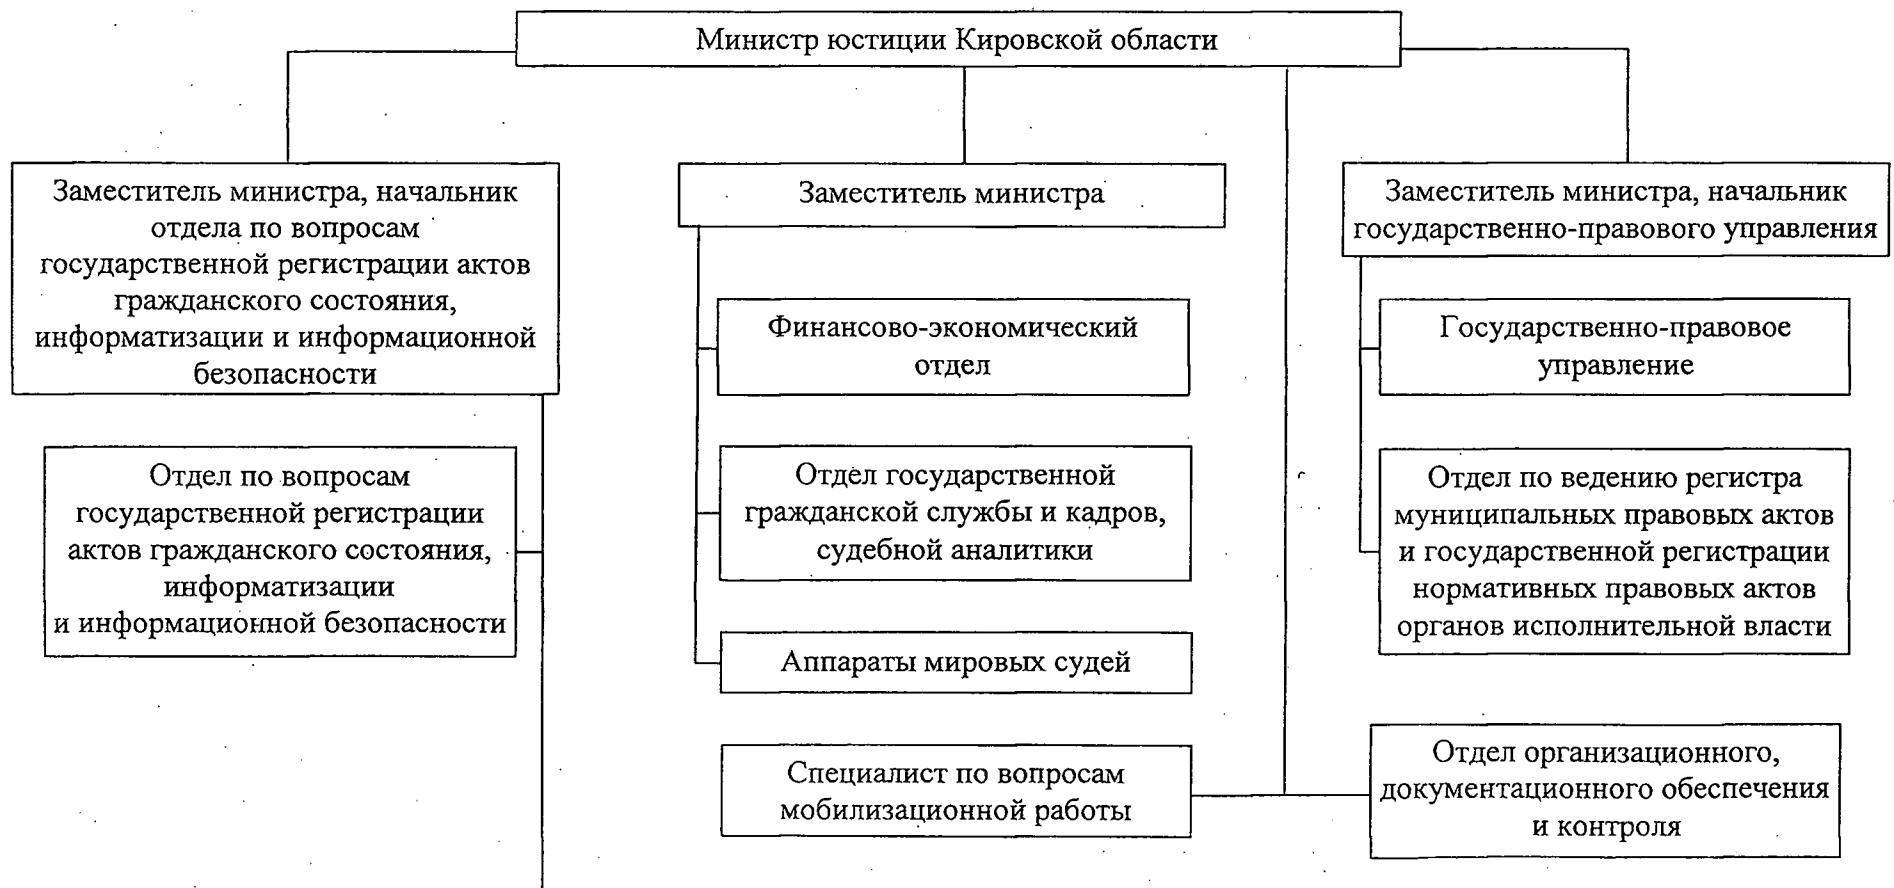 Министр юстиции Кировской области
Заместитель министра, начальник
отдела по вопросам
государственной регистрации актов
гражданского состояния,
информатизации и информационной
безопасности
Отдел по вопросам
государственной регистрации
актов гражданского состояния,
информатизации
и информационной безопасности
Заместитель министра
Финансово-экономический
отдел
Отдел государственной
гражданской службы и кадров,
судебной аналитики
Аппараты мировых судей
Специалист по вопросам
мобилизационной работы
Заместитель министра, начальник
государственно-правового управления
Государственно-правовое
управление
Отдел по ведению регистра
муниципальных правовых актов
и государственной регистрации
нормативных правовых актов
органов исполнительной власти
Отдел организационного,
документационного обеспечения
и контроля